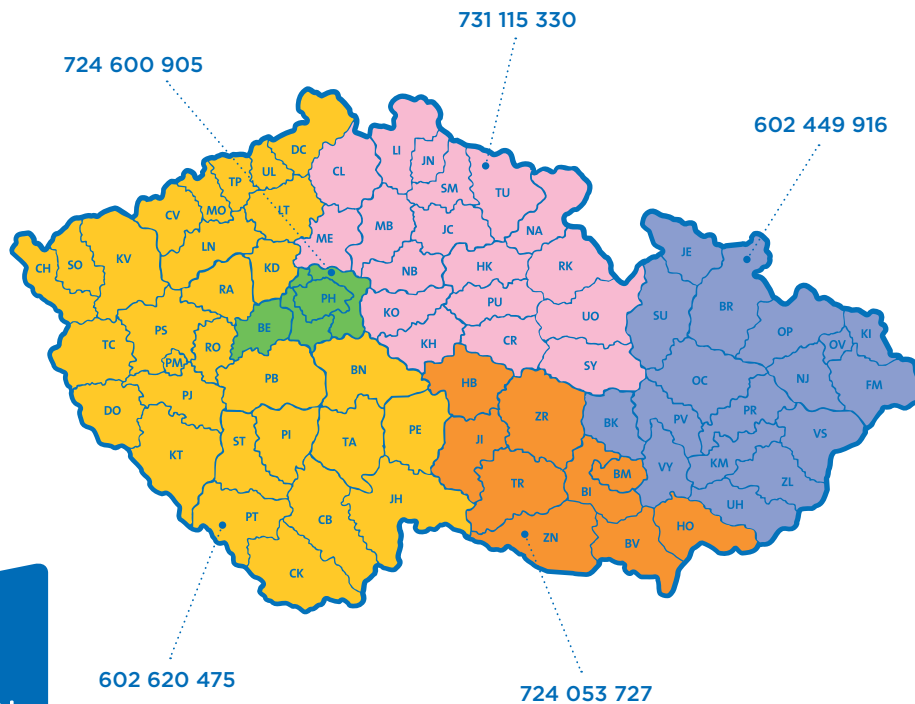 731 115 330
724 600 905
602 449 916
DC
LI
JN
UL
CL
TP
SM
TU
MO
CV
LT
MB
JC
NA
ME
LN
JE
CH
SO
KV
KD
NB
HK
RK
RA
PH
BR
KO
PU
UO
SU
BE
PS
OP
KI
TC
RO
KH
CR
OV
PM
SY
PB
BN
HB
OC
NJ
FM
PJ
DO
ZR
BK
PR
PV
ST
PI
TA
PE
JI
VS
KT
KM
VY
BM
TR
BI
ZL
JH
UH
PT
CB
HO
ZN
BV
CK
602 620 475
724 053 727